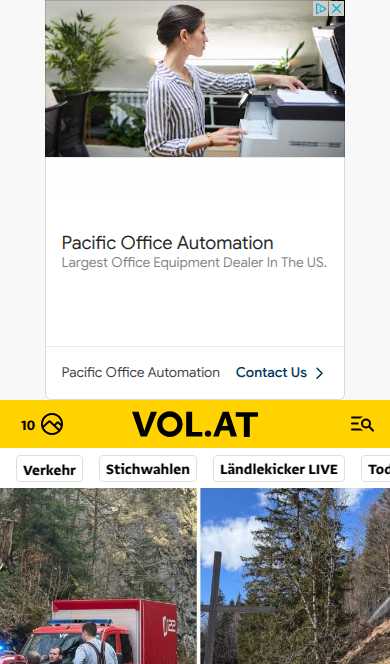 Pacific Office Automation
Largest Office Equipment Dealer In The US.
Pacific Office Automation Contact Us
10 VOL.AT
Verkehr Stichwahlen Ländlekicker LIVE Tod